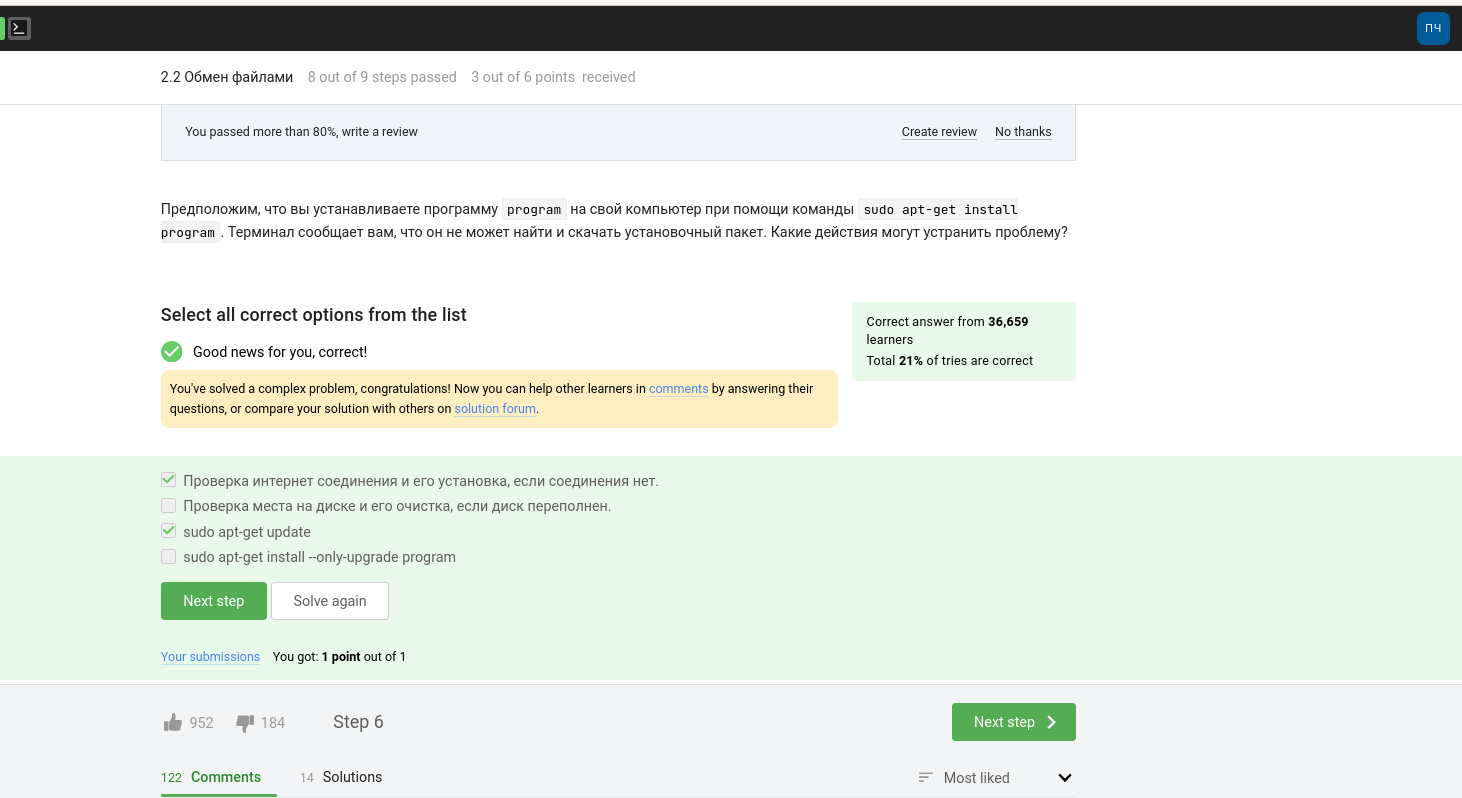 ПЧ
2.2 Обмен файлами 8 out of 9 steps passed 3 out of 6 points received
You passed more than 80%, write a review Create review No thanks
Предположим, что вы устанавливаете программу program на свой компьютер при помощи команды sudo apt-get install
program. Терминал сообщает вам, что он не может найти и скачать установочный пакет. Какие действия могут устранить проблему?
Select all correct options from the list
Good news for you, correct!
You've solved a complex problem, congratulations! Now you can help other learners in comments by answering their
questions, or compare your solution with others on solution forum.
Correct answer from 36,659
learners
Total 21% of tries are correct
Проверка интернет соединения и его установка, если соединения нет.
Проверка места на диске и его очистка, если диск переполнен.
sudo apt-get update
sudo apt-get install --only-upgrade program
Next step Solve again
Your submissions You got: 1 point out of 1
952 184 Step 6 Next step
122 Comments 14 Solutions Most liked